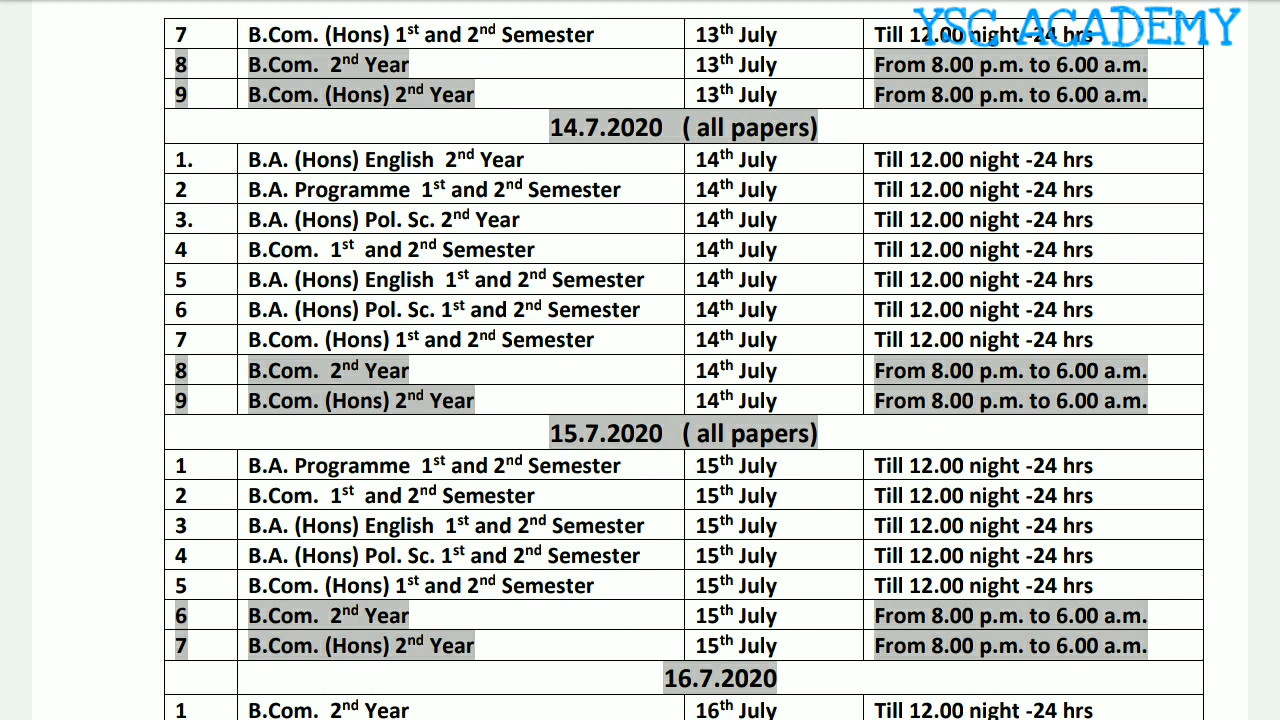 YSC ACADEMY
7 B.Com. (Hons) 1st and 2nd Semester 13th July Till 12.00 night -24 hrs
8 B.Com. 2nd Year 13th July From 8.00 p.m. to 6.00 a.m.
9 B.Com. (Hons) 2nd Year 13th July From 8.00 p.m. to 6.00 a.m.
14.7.2020 ( all papers)
1. B.A. (Hons) English 2nd Year 14th July Till 12.00 night -24 hrs
2 B.A. Programme 1st and 2nd Semester 14th July Till 12.00 night -24 hrs
3. B.A. (Hons) Pol. Sc. 2nd Year 14th July Till 12.00 night -24 hrs
4 B.Com. 1st and 2nd Semester 14th July Till 12.00 night -24 hrs
5 B.A. (Hons) English 1st and 2nd Semester 14th July Till 12.00 night -24 hrs
6 B.A. (Hons) Pol. Sc. 1st and 2nd Semester 14th July Till 12.00 night -24 hrs
7 B.Com. (Hons) 1st and 2nd Semester 14th July Till 12.00 night -24 hrs
8 B.Com. 2nd Year 14th July From 8.00 p.m. to 6.00 a.m.
9 B.Com. (Hons) 2nd Year 14th July From 8.00 p.m. to 6.00 a.m.
15.7.2020 ( all papers)
1 B.A. Programme 1st and 2nd Semester 15th July Till 12.00 night -24 hrs
2 B.Com. 1st and 2nd Semester 15th July Till 12.00 night -24 hrs
3 B.A. (Hons) English 1st and 2nd Semester 15th July Till 12.00 night -24 hrs
4 B.A. (Hons) Pol. Sc. 1st and 2nd Semester 15th July Till 12.00 night -24 hrs
5 B.Com. (Hons) 1st and 2nd Semester 15th July Till 12.00 night -24 hrs
6 B.Com. 2nd Year 15th July From 8.00 p.m. to 6.00 a.m.
7 B.Com. (Hons) 2nd Year 15th July From 8.00 p.m. to 6.00 a.m.
16.7.2020
1 B.Com. 2nd Year 16th July Till 12.00 night -24 hrs